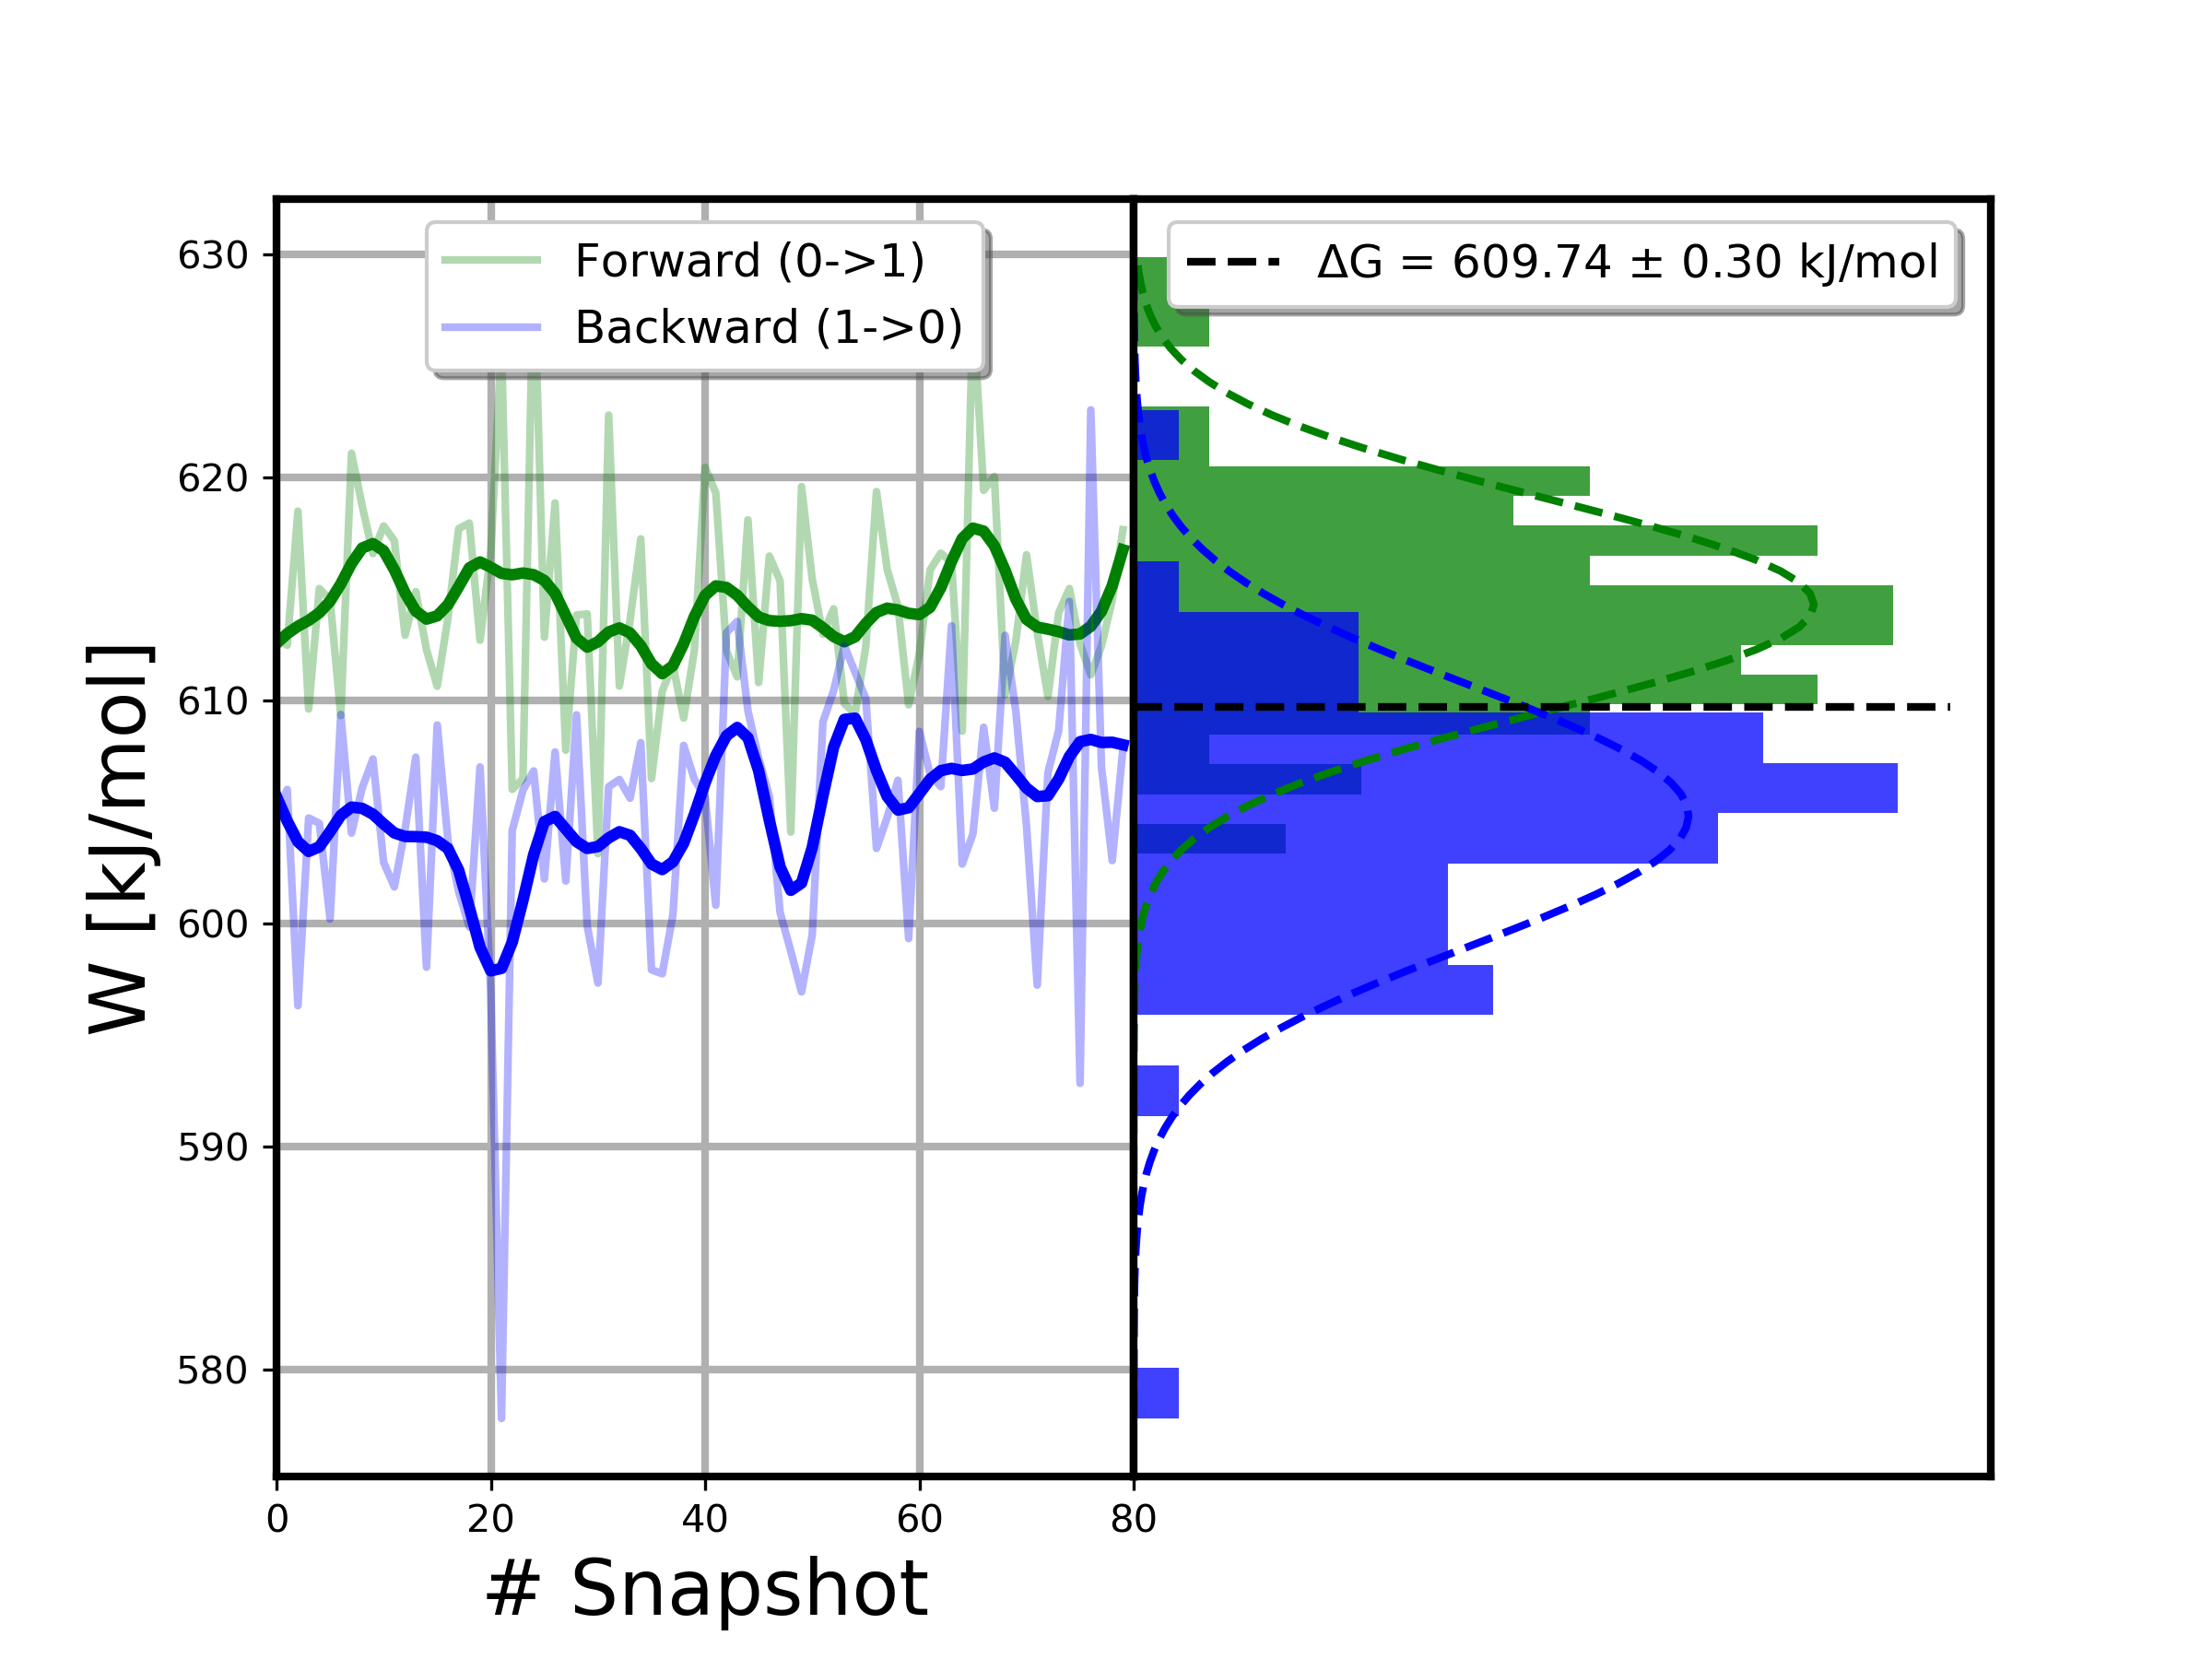 Forward (0->1)
Backward (1->0)
ΔG = 609.74 ± 0.30 kJ/mol
W [kJ/mol]
630
620
610
600
590
580
0 20 40 60 80
# Snapshot